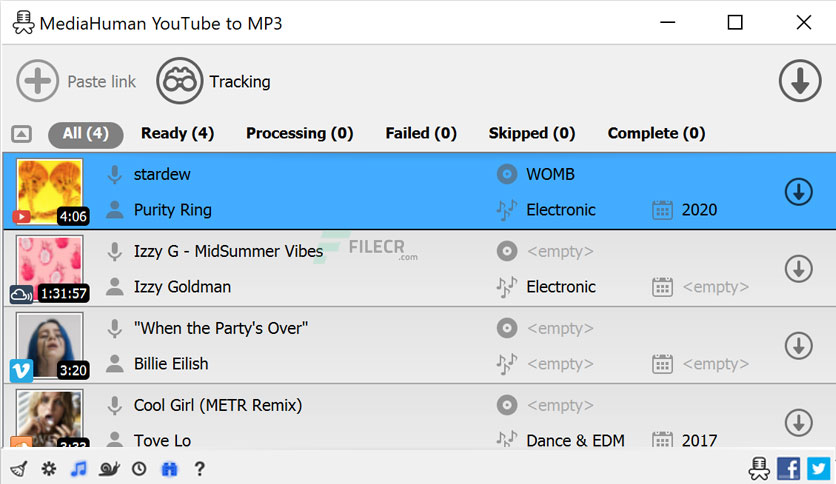 MediaHuman YouTube to MP3
Paste link Tracking
All (4) Ready (4) Processing (0) Failed (0) Skipped (0) Complete (0)
stardew WOMB
4:06 Purity Ring Electronic 2020
Izzy G - MidSummer Vibes <empty>
FILECR
.com
1:31:57 Izzy Goldman Electronic <empty>
"When the Party's Over" <empty>
3:20 Billie Eilish <empty> <empty>
Cool Girl (METR Remix) <empty>
Tove Lo Dance & EDM 2017
?